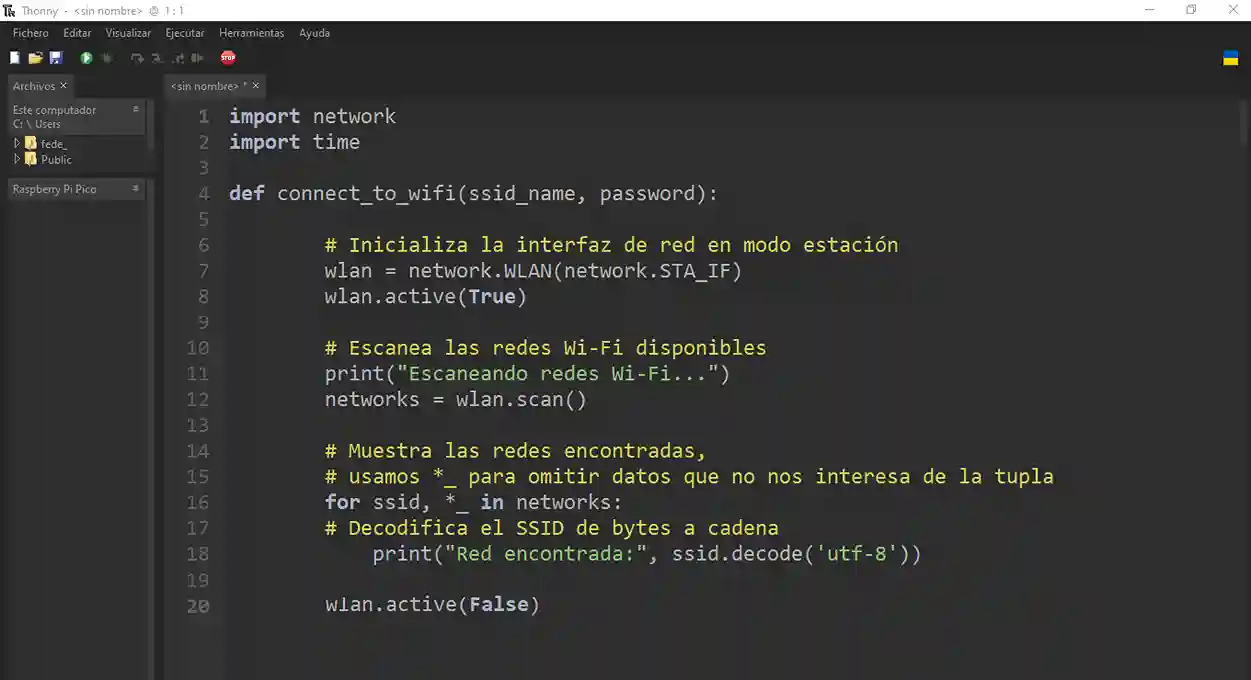 Thonny - <sin nombre> @ 1 : 1
Fichero Editar Visualizar Ejecutar Herramientas Ayuda
STOP
Archivos ×
<sin nombre> * ×
Este computador
C: \ Users
fede_
Public
Raspberry Pi Pico
1 import network
2 import time
3
4 def connect_to_wifi(ssid_name, password):
5
6 # Inicializa la interfaz de red en modo estación
7 wlan = network.WLAN(network.STA_IF)
8 wlan.active(True)
9
10 # Escanea las redes Wi-Fi disponibles
11 print("Escaneando redes Wi-Fi...")
12 networks = wlan.scan()
13
14 # Muestra las redes encontradas,
15 # usamos *_ para omitir datos que no nos interesa de la tupla
16 for ssid, *_ in networks:
17 # Decodifica el SSID de bytes a cadena
18 print("Red encontrada:", ssid.decode('utf-8'))
19
20 wlan.active(False)